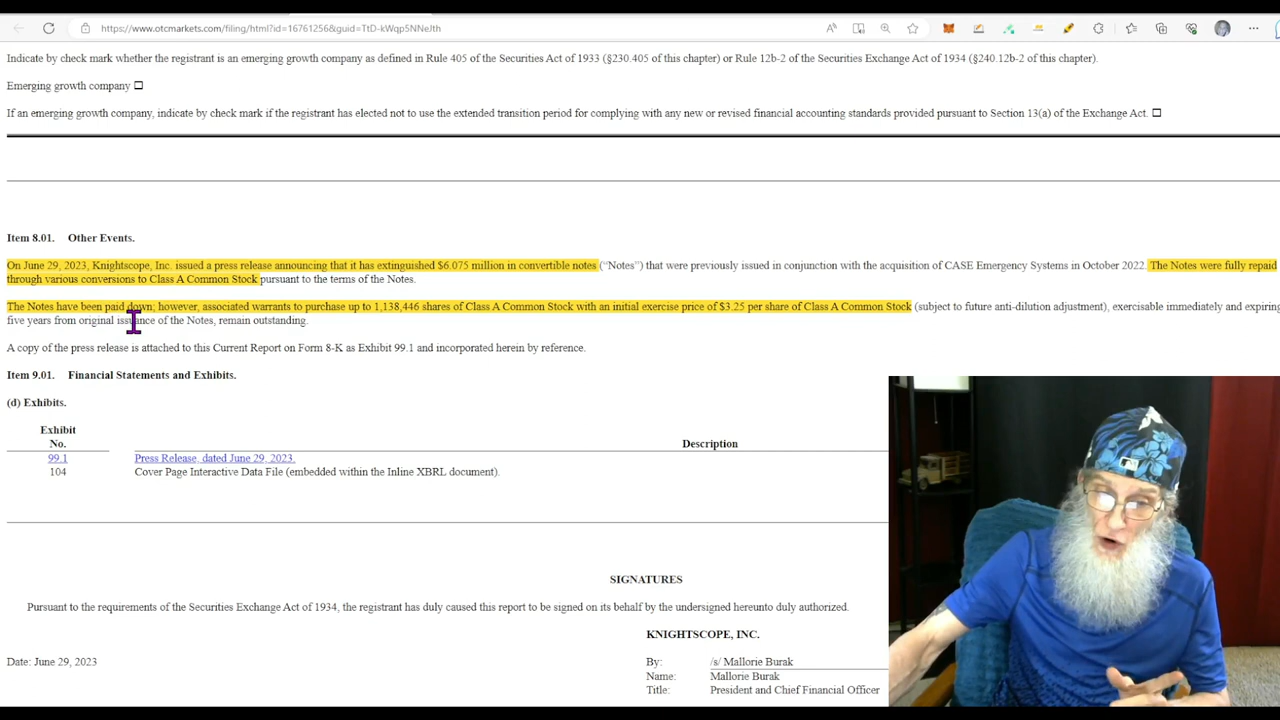 https://www.otcmarkets.com/filing/html?id=16761256&guid=TtD-kWqp5NNeJth
Indicate by check mark whether the registrant is an emerging growth company as defined in Rule 405 of the Securities Act of 1933 (§230.405 of this chapter) or Rule 12b-2 of the Securities Exchange Act of 1934 (§240.12b-2 of this chapter).
Emerging growth company ☐
If an emerging growth company, indicate by check mark if the registrant has elected not to use the extended transition period for complying with any new or revised financial accounting standards provided pursuant to Section 13(a) of the Exchange Act. ☐
Item 8.01. Other Events.
On June 29, 2023, Knightscope, Inc. issued a press release announcing that it has extinguished $6.075 million in convertible notes (“Notes”) that were previously issued in conjunction with the acquisition of CASE Emergency Systems in October 2022. The Notes were fully repaid
through various conversions to Class A Common Stock pursuant to the terms of the Notes.
The Notes have been paid down; however, associated warrants to purchase up to 1,138,446 shares of Class A Common Stock with an initial exercise price of $3.25 per share of Class A Common Stock (subject to future anti-dilution adjustment), exercisable immediately and expiring
five years from original issuance of the Notes, remain outstanding.
A copy of the press release is attached to this Current Report on Form 8-K as Exhibit 99.1 and incorporated herein by reference.
Item 9.01. Financial Statements and Exhibits.
(d) Exhibits.
Exhibit
No. Description
99.1 Press Release, dated June 29, 2023.
104 Cover Page Interactive Data File (embedded within the Inline XBRL document).
SIGNATURES
Pursuant to the requirements of the Securities Exchange Act of 1934, the registrant has duly caused this report to be signed on its behalf by the undersigned hereunto duly authorized.
KNIGHTSCOPE, INC.
Date: June 29, 2023 By: /s/ Mallorie Burak
Name: Mallorie Burak
Title: President and Chief Financial Officer